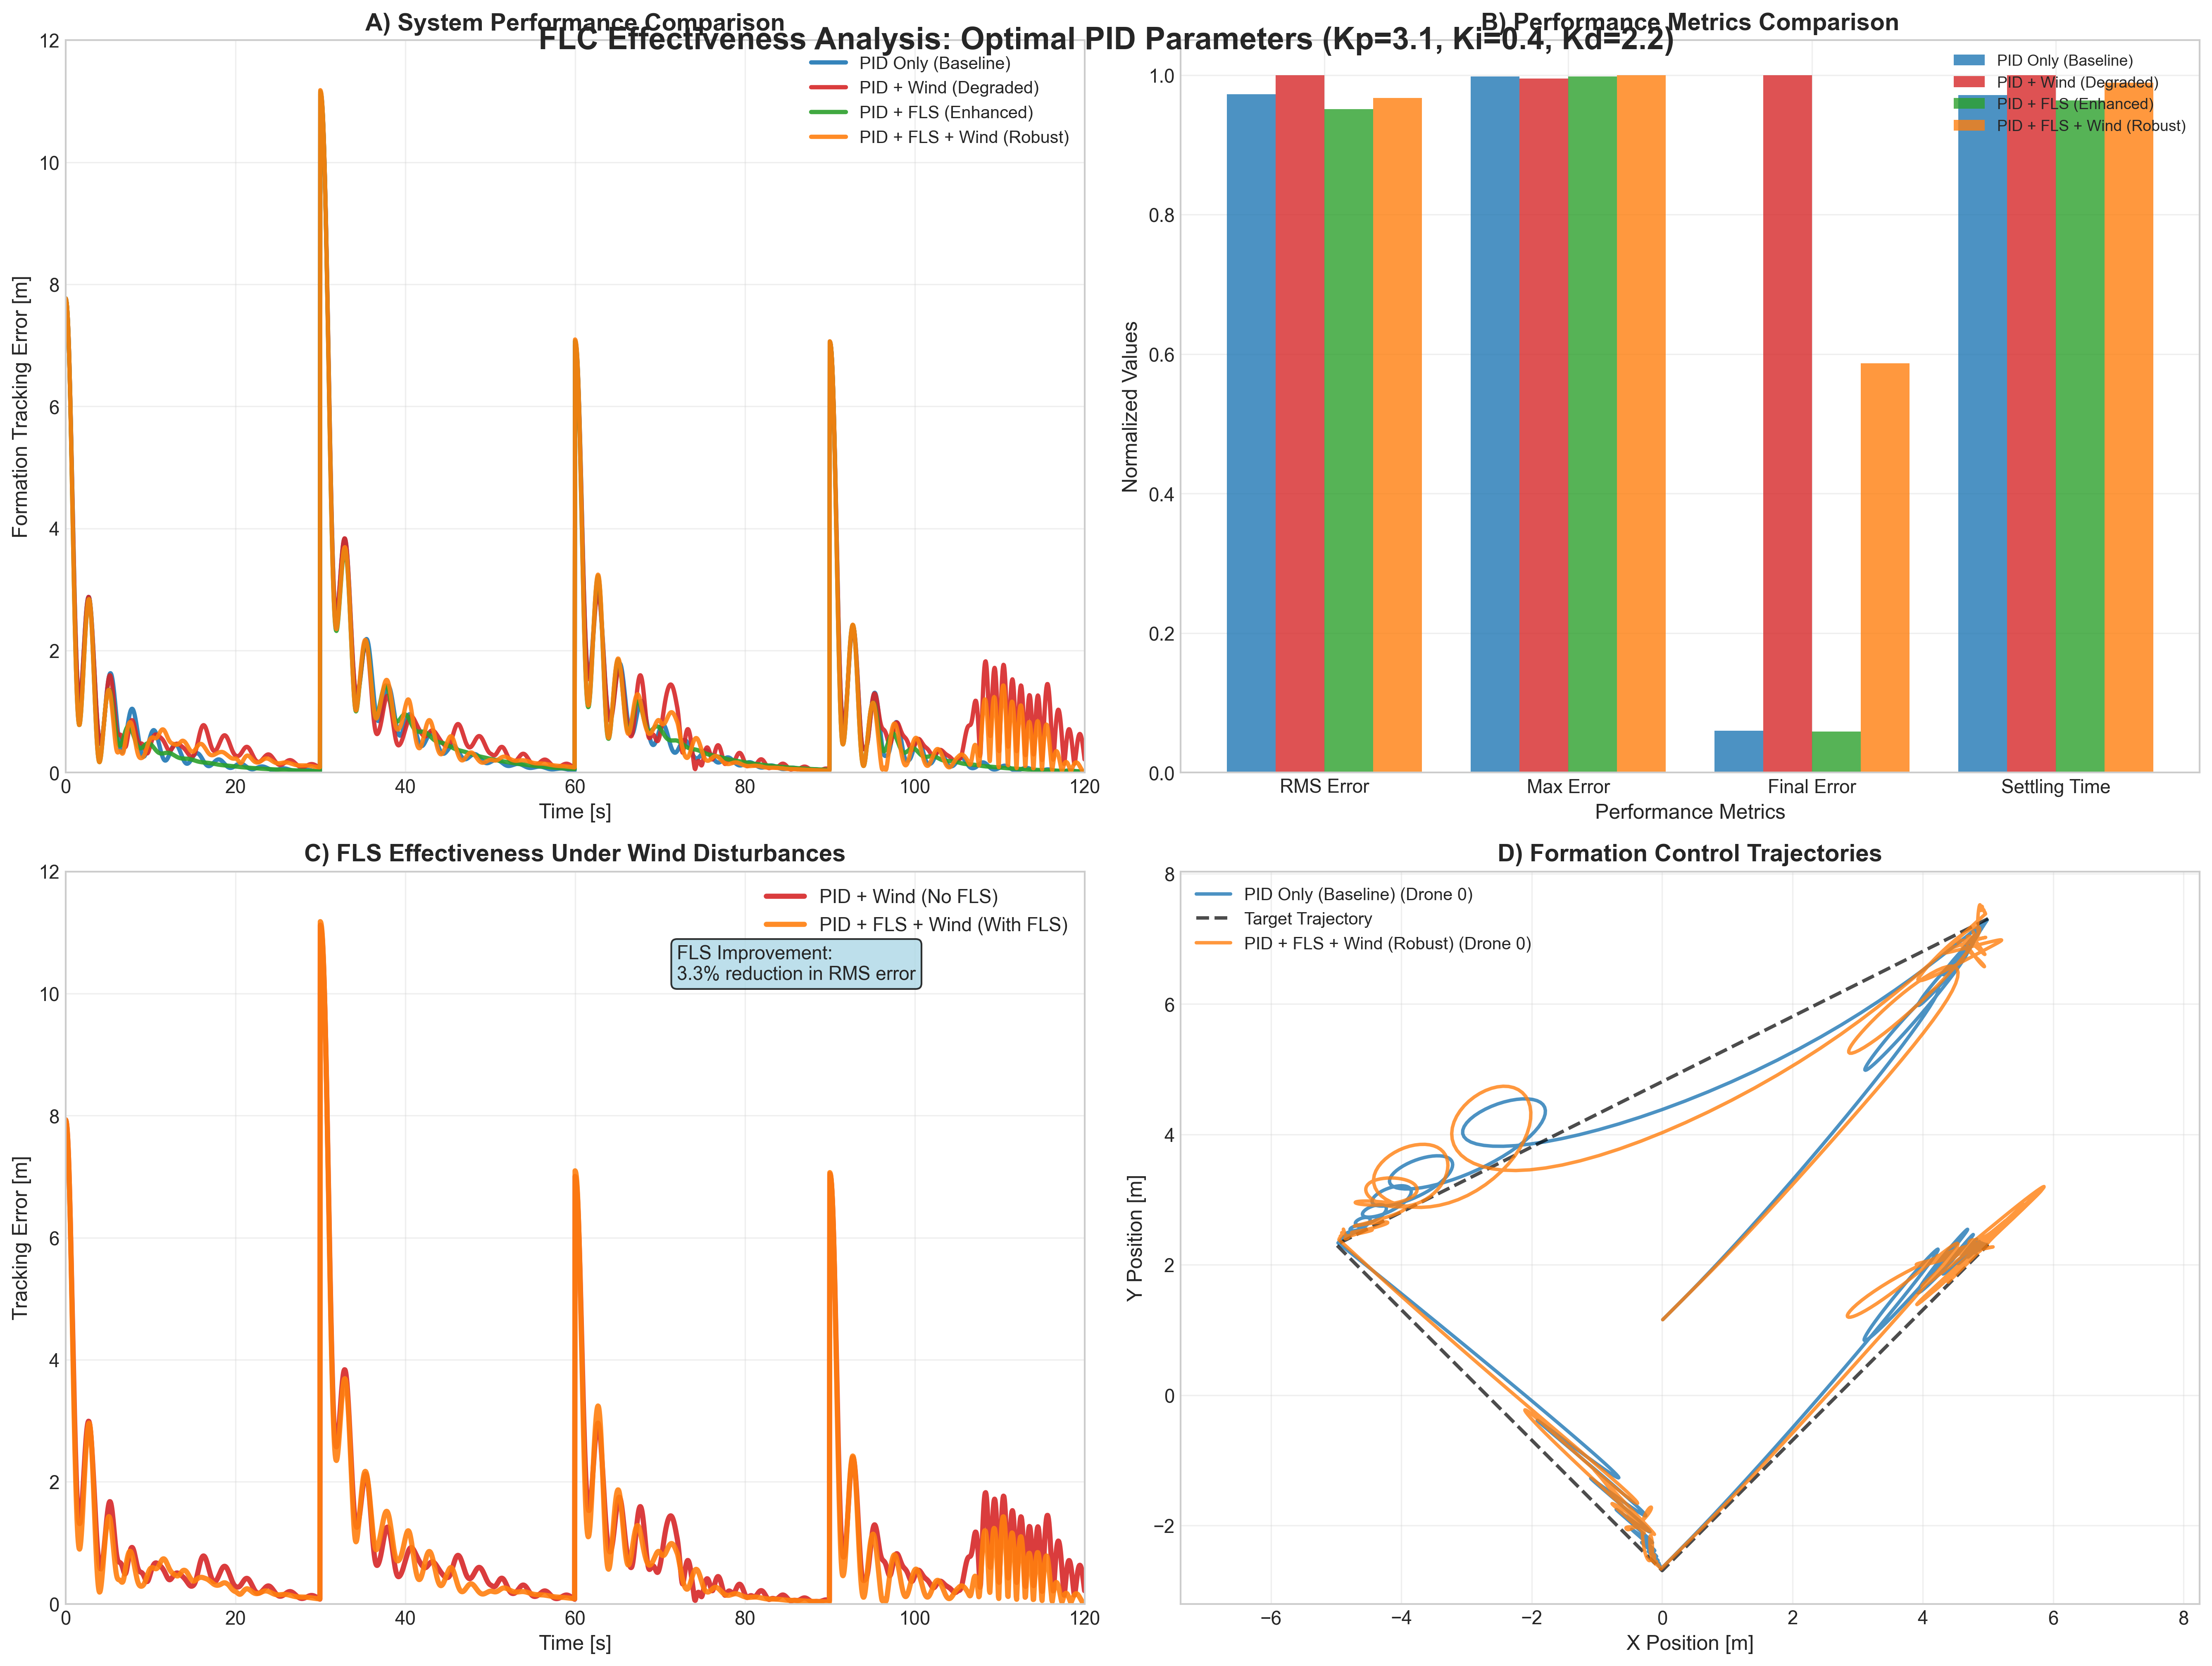 FLC Effectiveness Analysis: Optimal PID Parameters (Kp=3.1, Ki=0.4, Kd=2.2)
A) System Performance Comparison
PID Only (Baseline)
PID + Wind (Degraded)
PID + FLS (Enhanced)
PID + FLS + Wind (Robust)
Formation Tracking Error [m]
12
10
8
6
4
2
0
0 20 40 60 80 100 120
Time [s]
B) Performance Metrics Comparison
PID Only (Baseline)
PID + Wind (Degraded)
PID + FLS (Enhanced)
PID + FLS + Wind (Robust)
Normalized Values
1.0
0.8
0.6
0.4
0.2
0.0
RMS Error Max Error Final Error Settling Time
Performance Metrics
C) FLS Effectiveness Under Wind Disturbances
PID + Wind (No FLS)
PID + FLS + Wind (With FLS)
FLS Improvement:
3.3% reduction in RMS error
Tracking Error [m]
12
10
8
6
4
2
0
0 20 40 60 80 100 120
Time [s]
D) Formation Control Trajectories
PID Only (Baseline) (Drone 0)
Target Trajectory
PID + FLS + Wind (Robust) (Drone 0)
Y Position [m]
8
6
4
2
0
−2
−6 −4 −2 0 2 4 6 8
X Position [m]